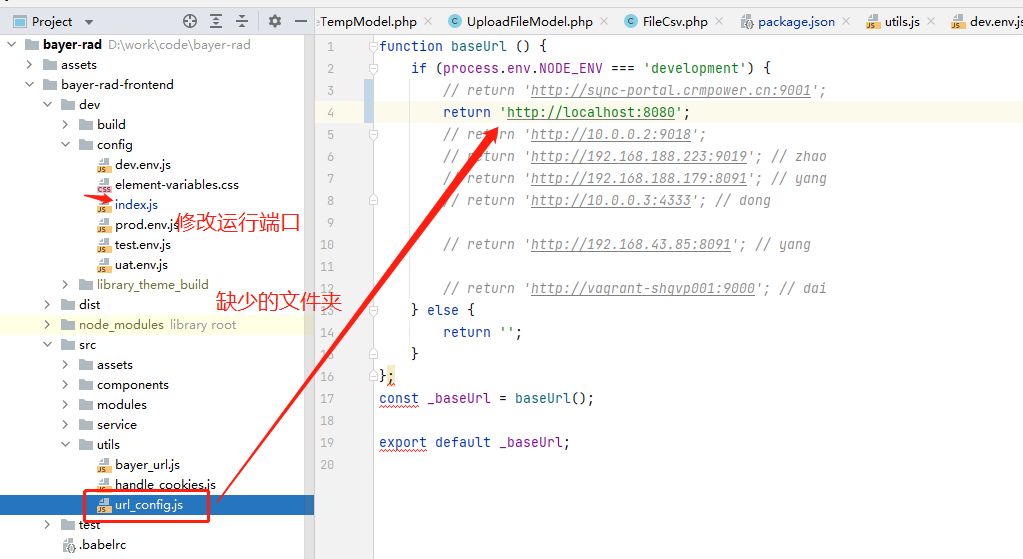 Project
eTempModel.php
UploadFileModel.php
FileCsv.php
package.json
utils.js
dev.env.js
bayer-rad D:\work\code\bayer-rad
assets
bayer-rad-frontend
dev
build
config
dev.env.js
element-variables.css
index.js
prod.env.js
test.env.js
uat.env.js
library_theme_build
dist
node_modules library root
src
assets
components
modules
service
utils
bayer_url.js
handle_cookies.js
url_config.js
test
.babelrc
修改运行端口
缺少的文件夹
1 function baseUrl () {
2 if (process.env.NODE_ENV === 'development') {
3 // return 'http://sync-portal.crmpower.cn:9001';
4 return 'http://localhost:8080';
5 // return 'http://10.0.0.2:9018';
6 // return 'http://192.168.188.223:9019'; // zhao
7 // return 'http://192.168.188.179:8091'; // yang
8 // return 'http://10.0.0.3:4333'; // dong
9
10 // return 'http://192.168.43.85:8091'; // yang
11
12 // return 'http://vagrant-shqvp001:9000'; // dai
13 } else {
14 return '';
15 }
16 };
17 const _baseUrl = baseUrl();
18
19 export default _baseUrl;
20